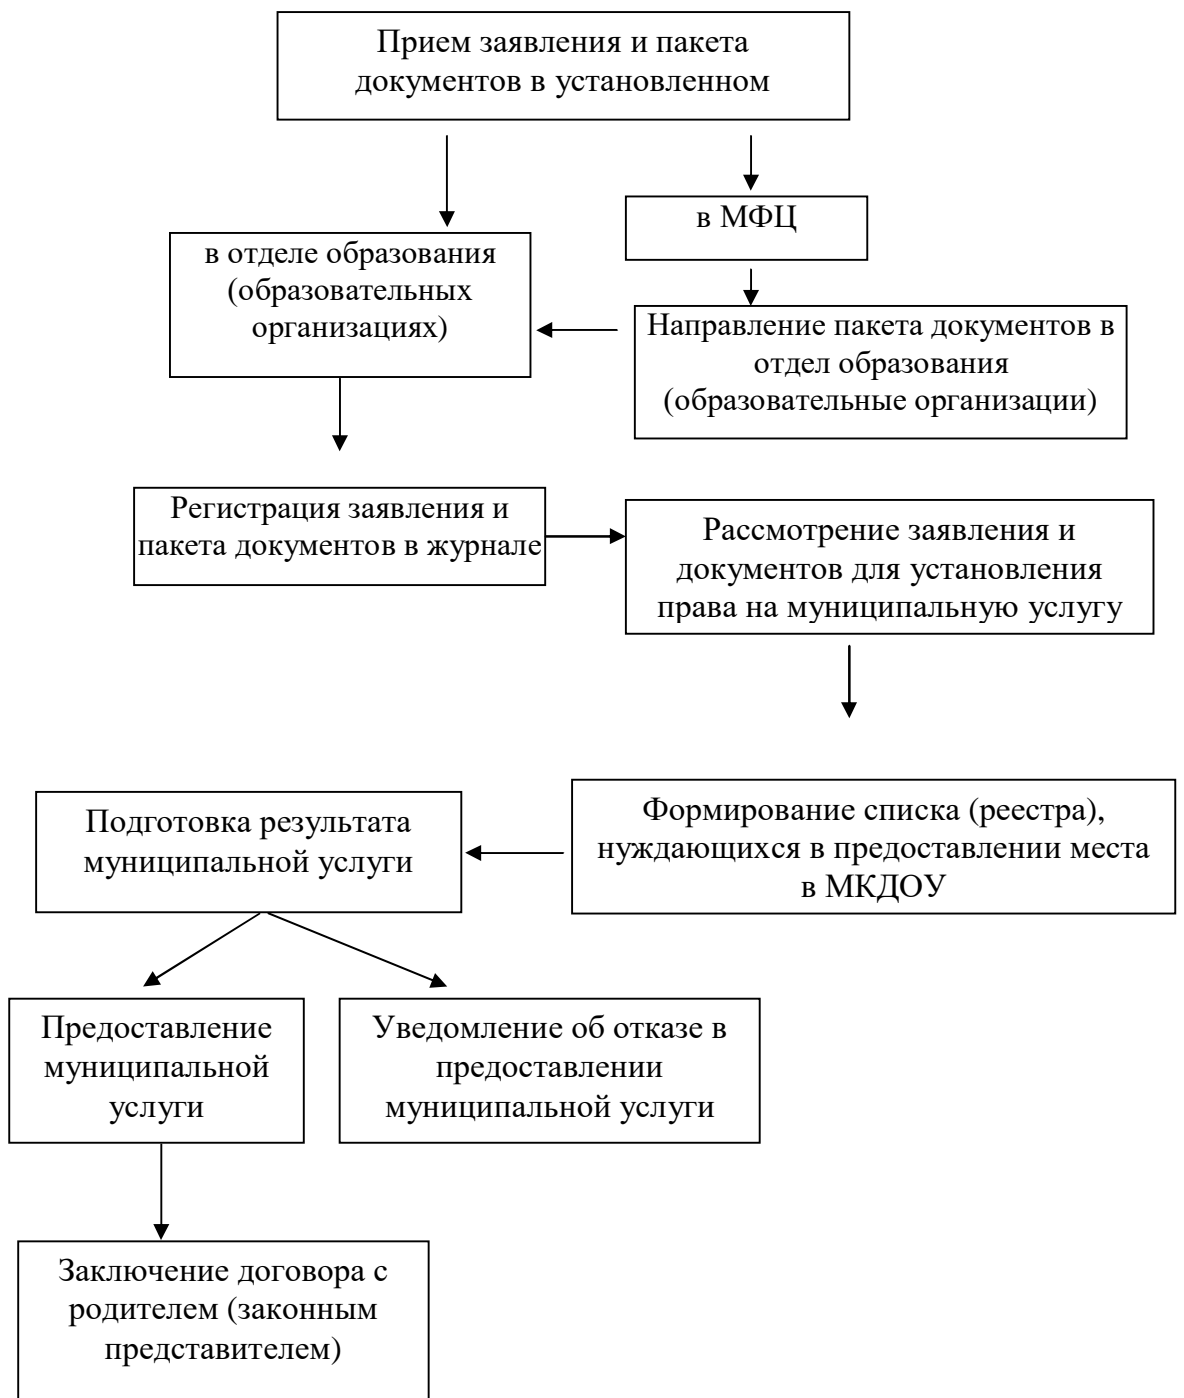 Прием заявления и пакета
документов в установленном
в МФЦ
в отделе образования
(образовательных
организациях)
Направление пакета документов в
отдел образования
(образовательные организации)
Регистрация заявления и
пакета документов в журнале
Рассмотрение заявления и
документов для установления
права на муниципальную услугу
Формирование списка (реестра),
нуждающихся в предоставлении места
в МКДОУ
Подготовка результата
муниципальной услуги
Предоставление
муниципальной
услуги
Уведомление об отказе в
предоставлении
муниципальной услуги
Заключение договора с
родителем (законным
представителем)